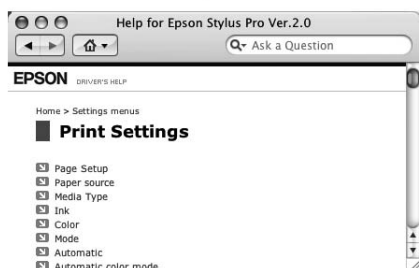 Help for Epson Stylus Pro Ver.2.0
Ask a Question
EPSON DRIVER'S HELP
Home > Settings menus
Print Settings
Page Setup
Paper source
Media Type
Ink
Color
Mode
Automatic
Automatic color mode